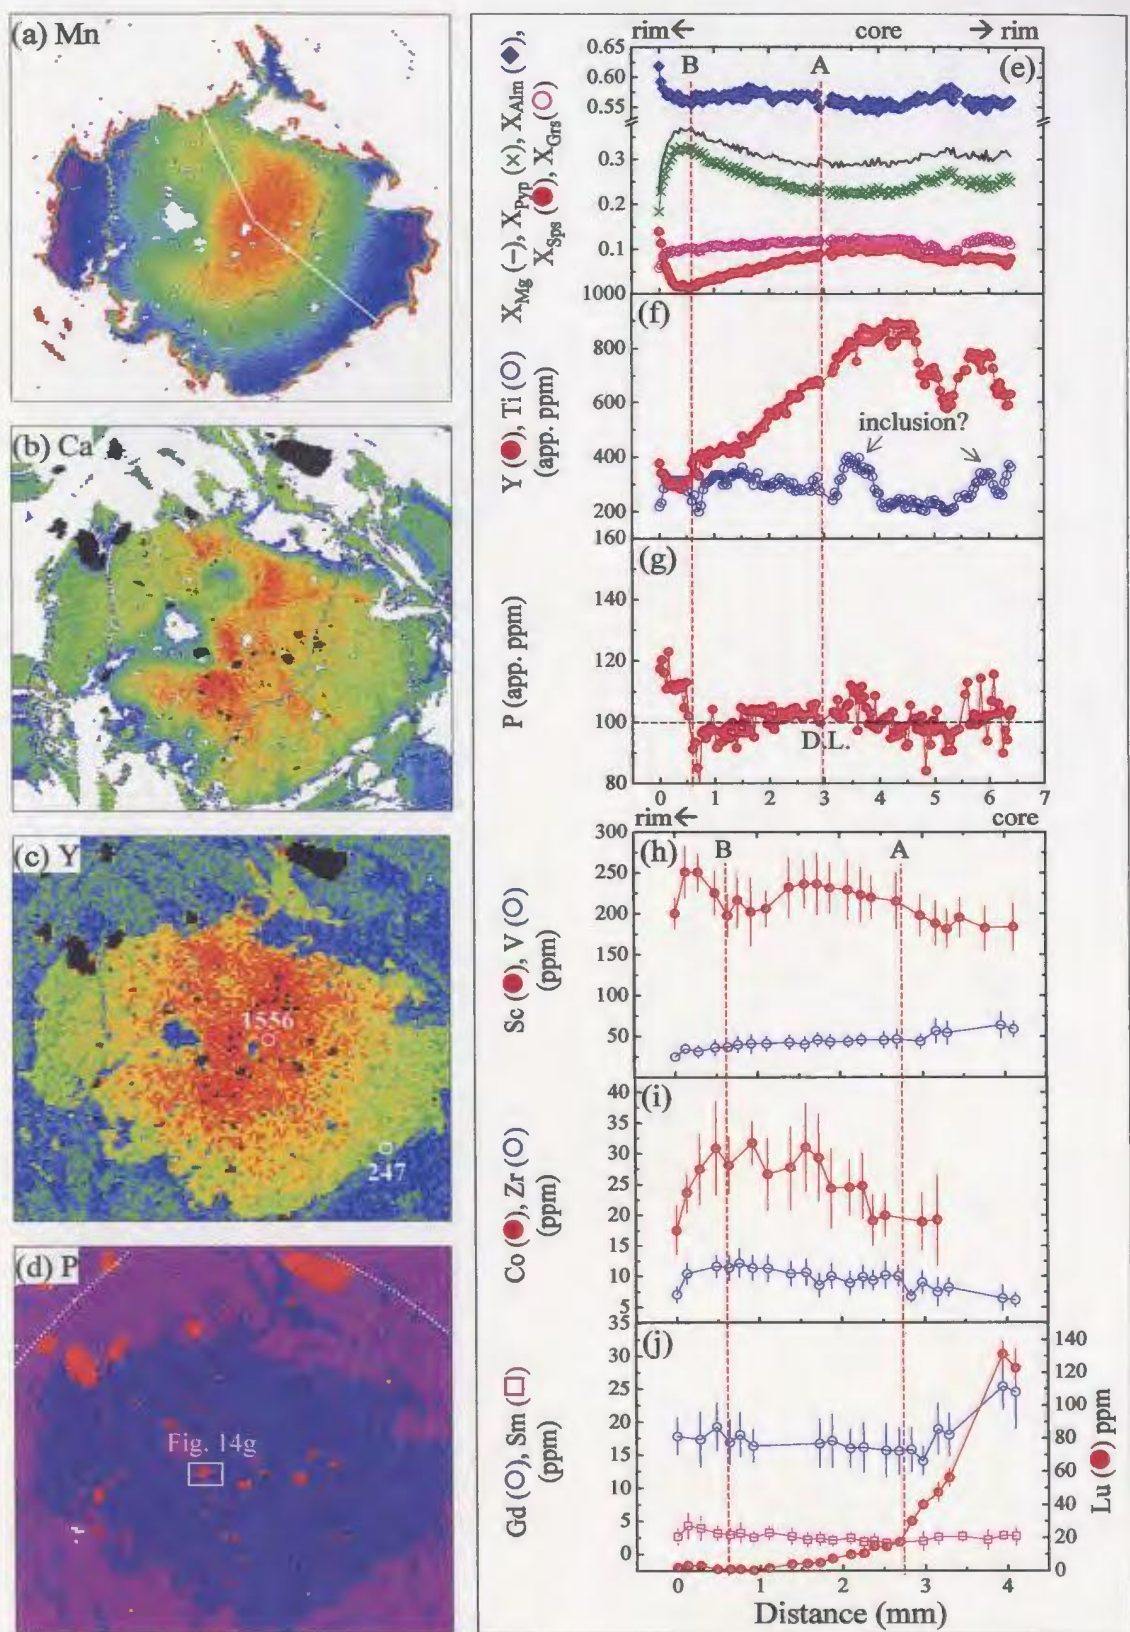 (a) Mn
(b) Ca
(c) Y
1556
247
(d) P
Fig. 14g
rim ← core → rim
B A (e)
X_Mg (–), X_Pyp (×), X_Alm (◆),
X_Sps (●), X_Grs (○)
0.65
0.60
0.55
0.3
0.2
0.1
1000
(f)
Y (●), Ti (○)
(app. ppm)
inclusion?
800
600
400
200
160
(g)
P (app. ppm)
140
120
100
80
D.L.
0 1 2 3 4 5 6 7
rim ← core
300
(h) B A
Sc (●), V (○)
(ppm)
250
200
150
100
50
40
(i)
Co (●), Zr (○)
(ppm)
35
30
25
20
15
10
5
35
(j)
Gd (○), Sm (□)
(ppm)
30
25
20
15
10
5
0
140
120
100
80
60
40
20
0
Lu (●) ppm
0 1 2 3 4
Distance (mm)